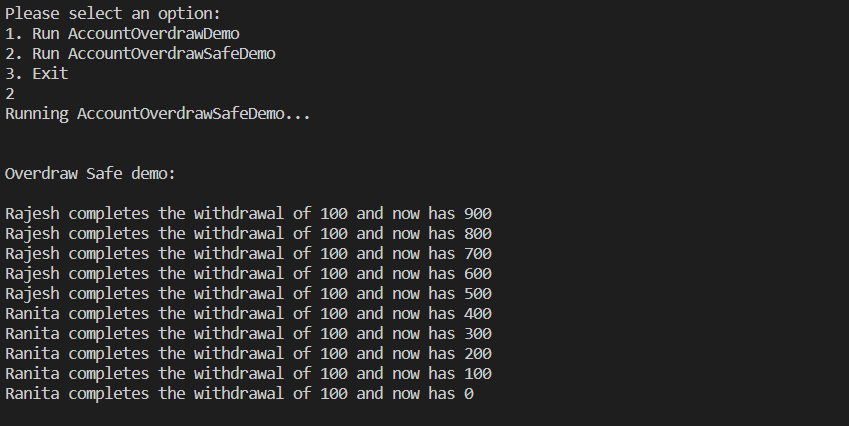 Please select an option:
1. Run AccountOverdrawDemo
2. Run AccountOverdrawSafeDemo
3. Exit
2
Running AccountOverdrawSafeDemo...
Overdraw Safe demo:
Rajesh completes the withdrawal of 100 and now has 900
Rajesh completes the withdrawal of 100 and now has 800
Rajesh completes the withdrawal of 100 and now has 700
Rajesh completes the withdrawal of 100 and now has 600
Rajesh completes the withdrawal of 100 and now has 500
Ranita completes the withdrawal of 100 and now has 400
Ranita completes the withdrawal of 100 and now has 300
Ranita completes the withdrawal of 100 and now has 200
Ranita completes the withdrawal of 100 and now has 100
Ranita completes the withdrawal of 100 and now has 0